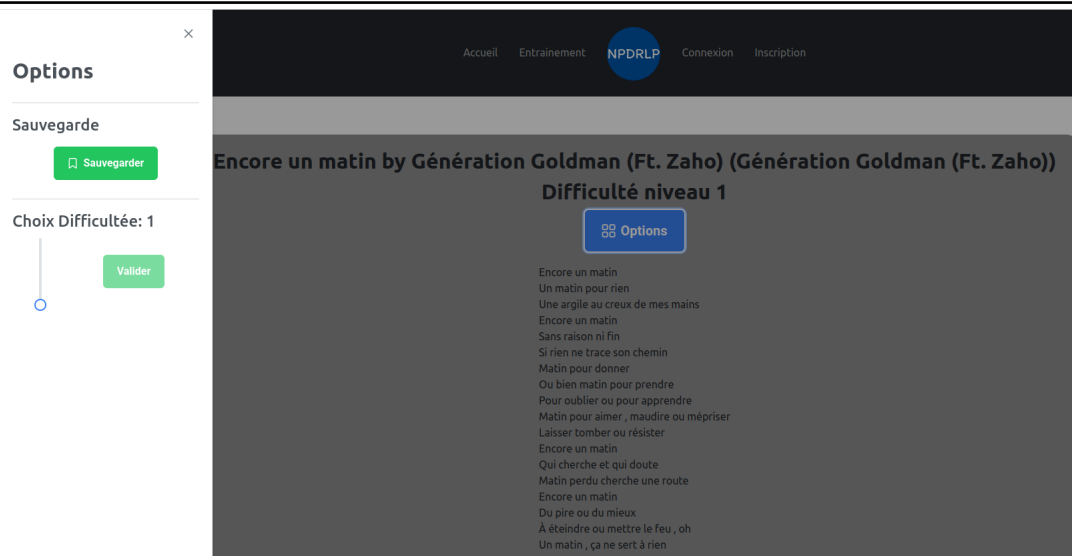 Options
Sauvegarde
Sauvegarder
Choix Difficultée: 1
Valider
Accueil Entrainement NPDRLP Connexion Inscription
Encore un matin by Génération Goldman (Ft. Zaho) (Génération Goldman (Ft. Zaho))
Difficulté niveau 1
Options
Encore un matin
Un matin pour rien
Une argile au creux de mes mains
Encore un matin
Sans raison ni fin
Si rien ne trace son chemin
Matin pour donner
Ou bien matin pour prendre
Pour oublier ou pour apprendre
Matin pour aimer , maudire ou mépriser
Laisser tomber ou résister
Encore un matin
Qui cherche et qui doute
Matin perdu cherche une route
Encore un matin
Du pire ou du mieux
À éteindre ou mettre le feu , oh
Un matin , ça ne sert à rien